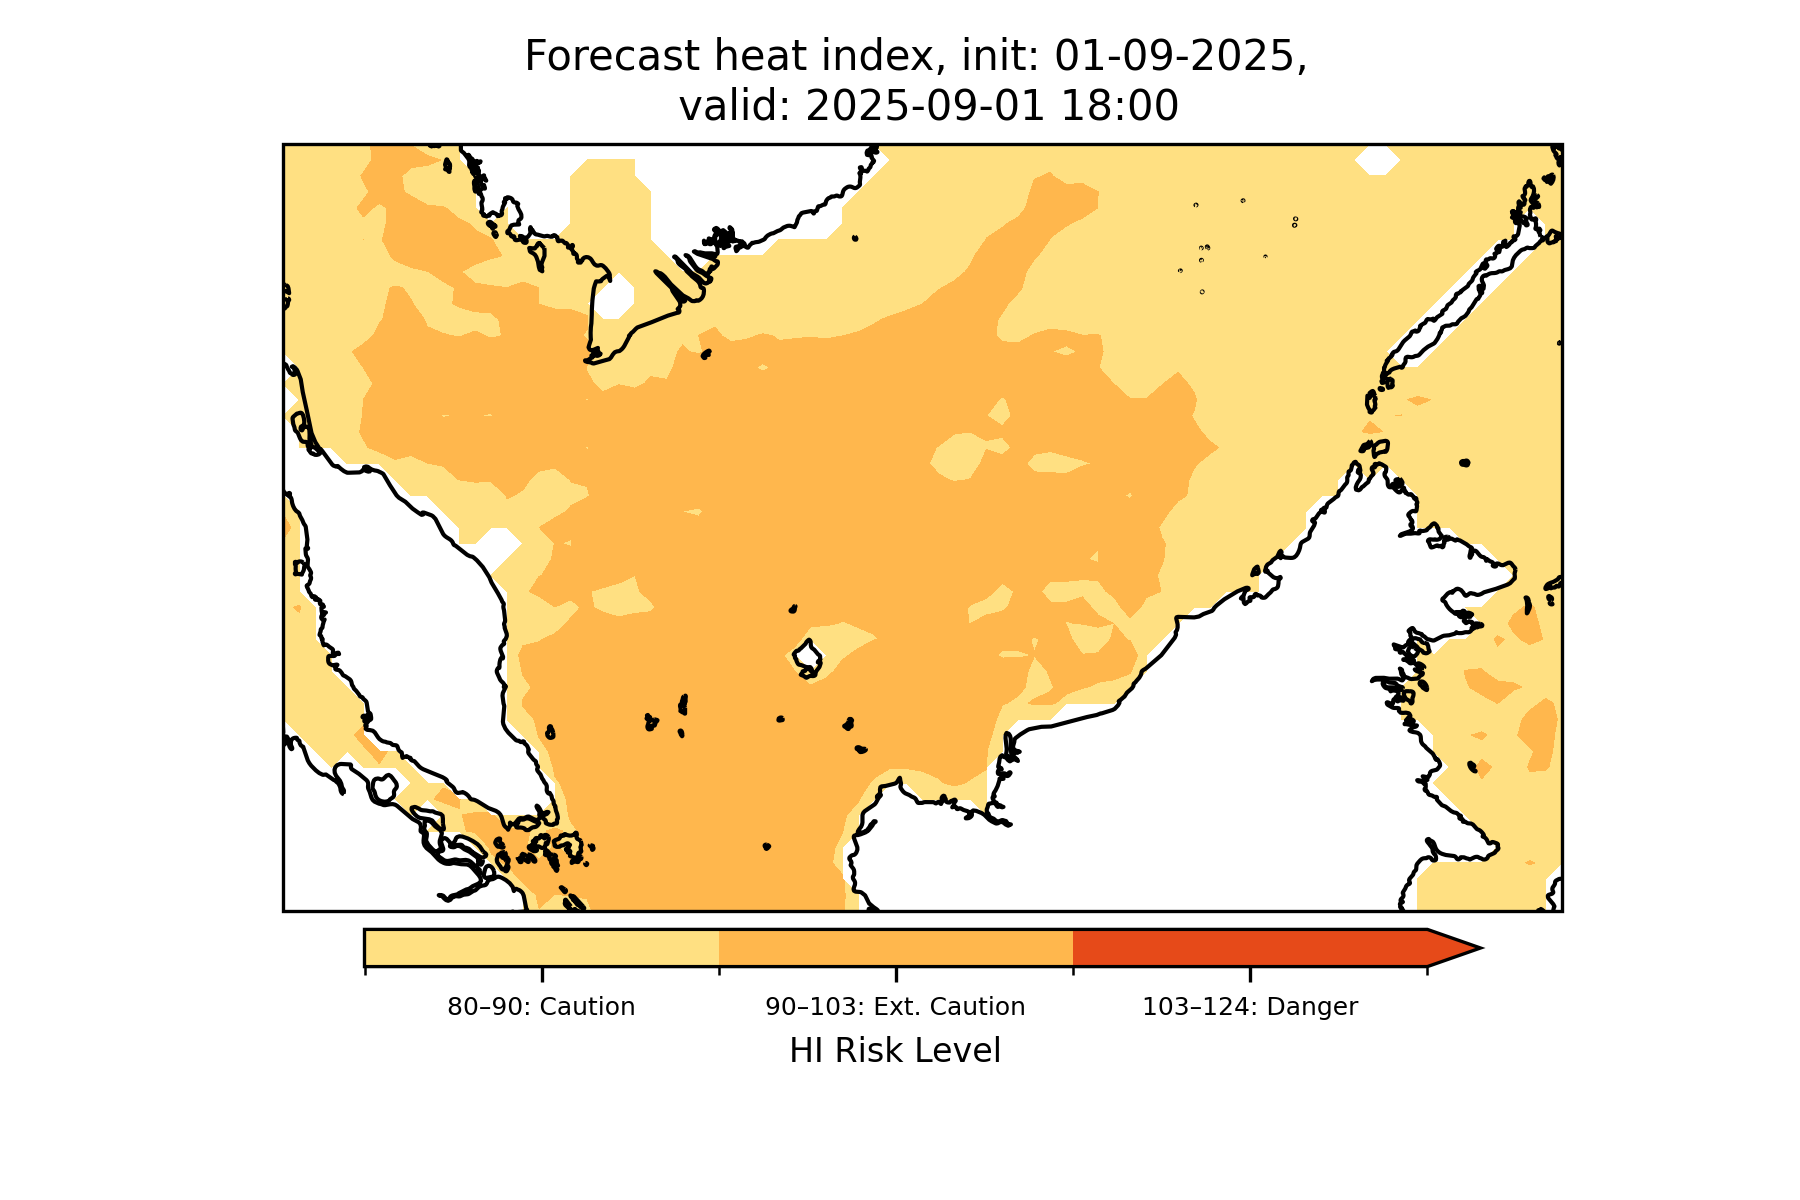 Forecast heat index, init: 01-09-2025,
valid: 2025-09-01 18:00
80–90: Caution
90–103: Ext. Caution
103–124: Danger
HI Risk Level